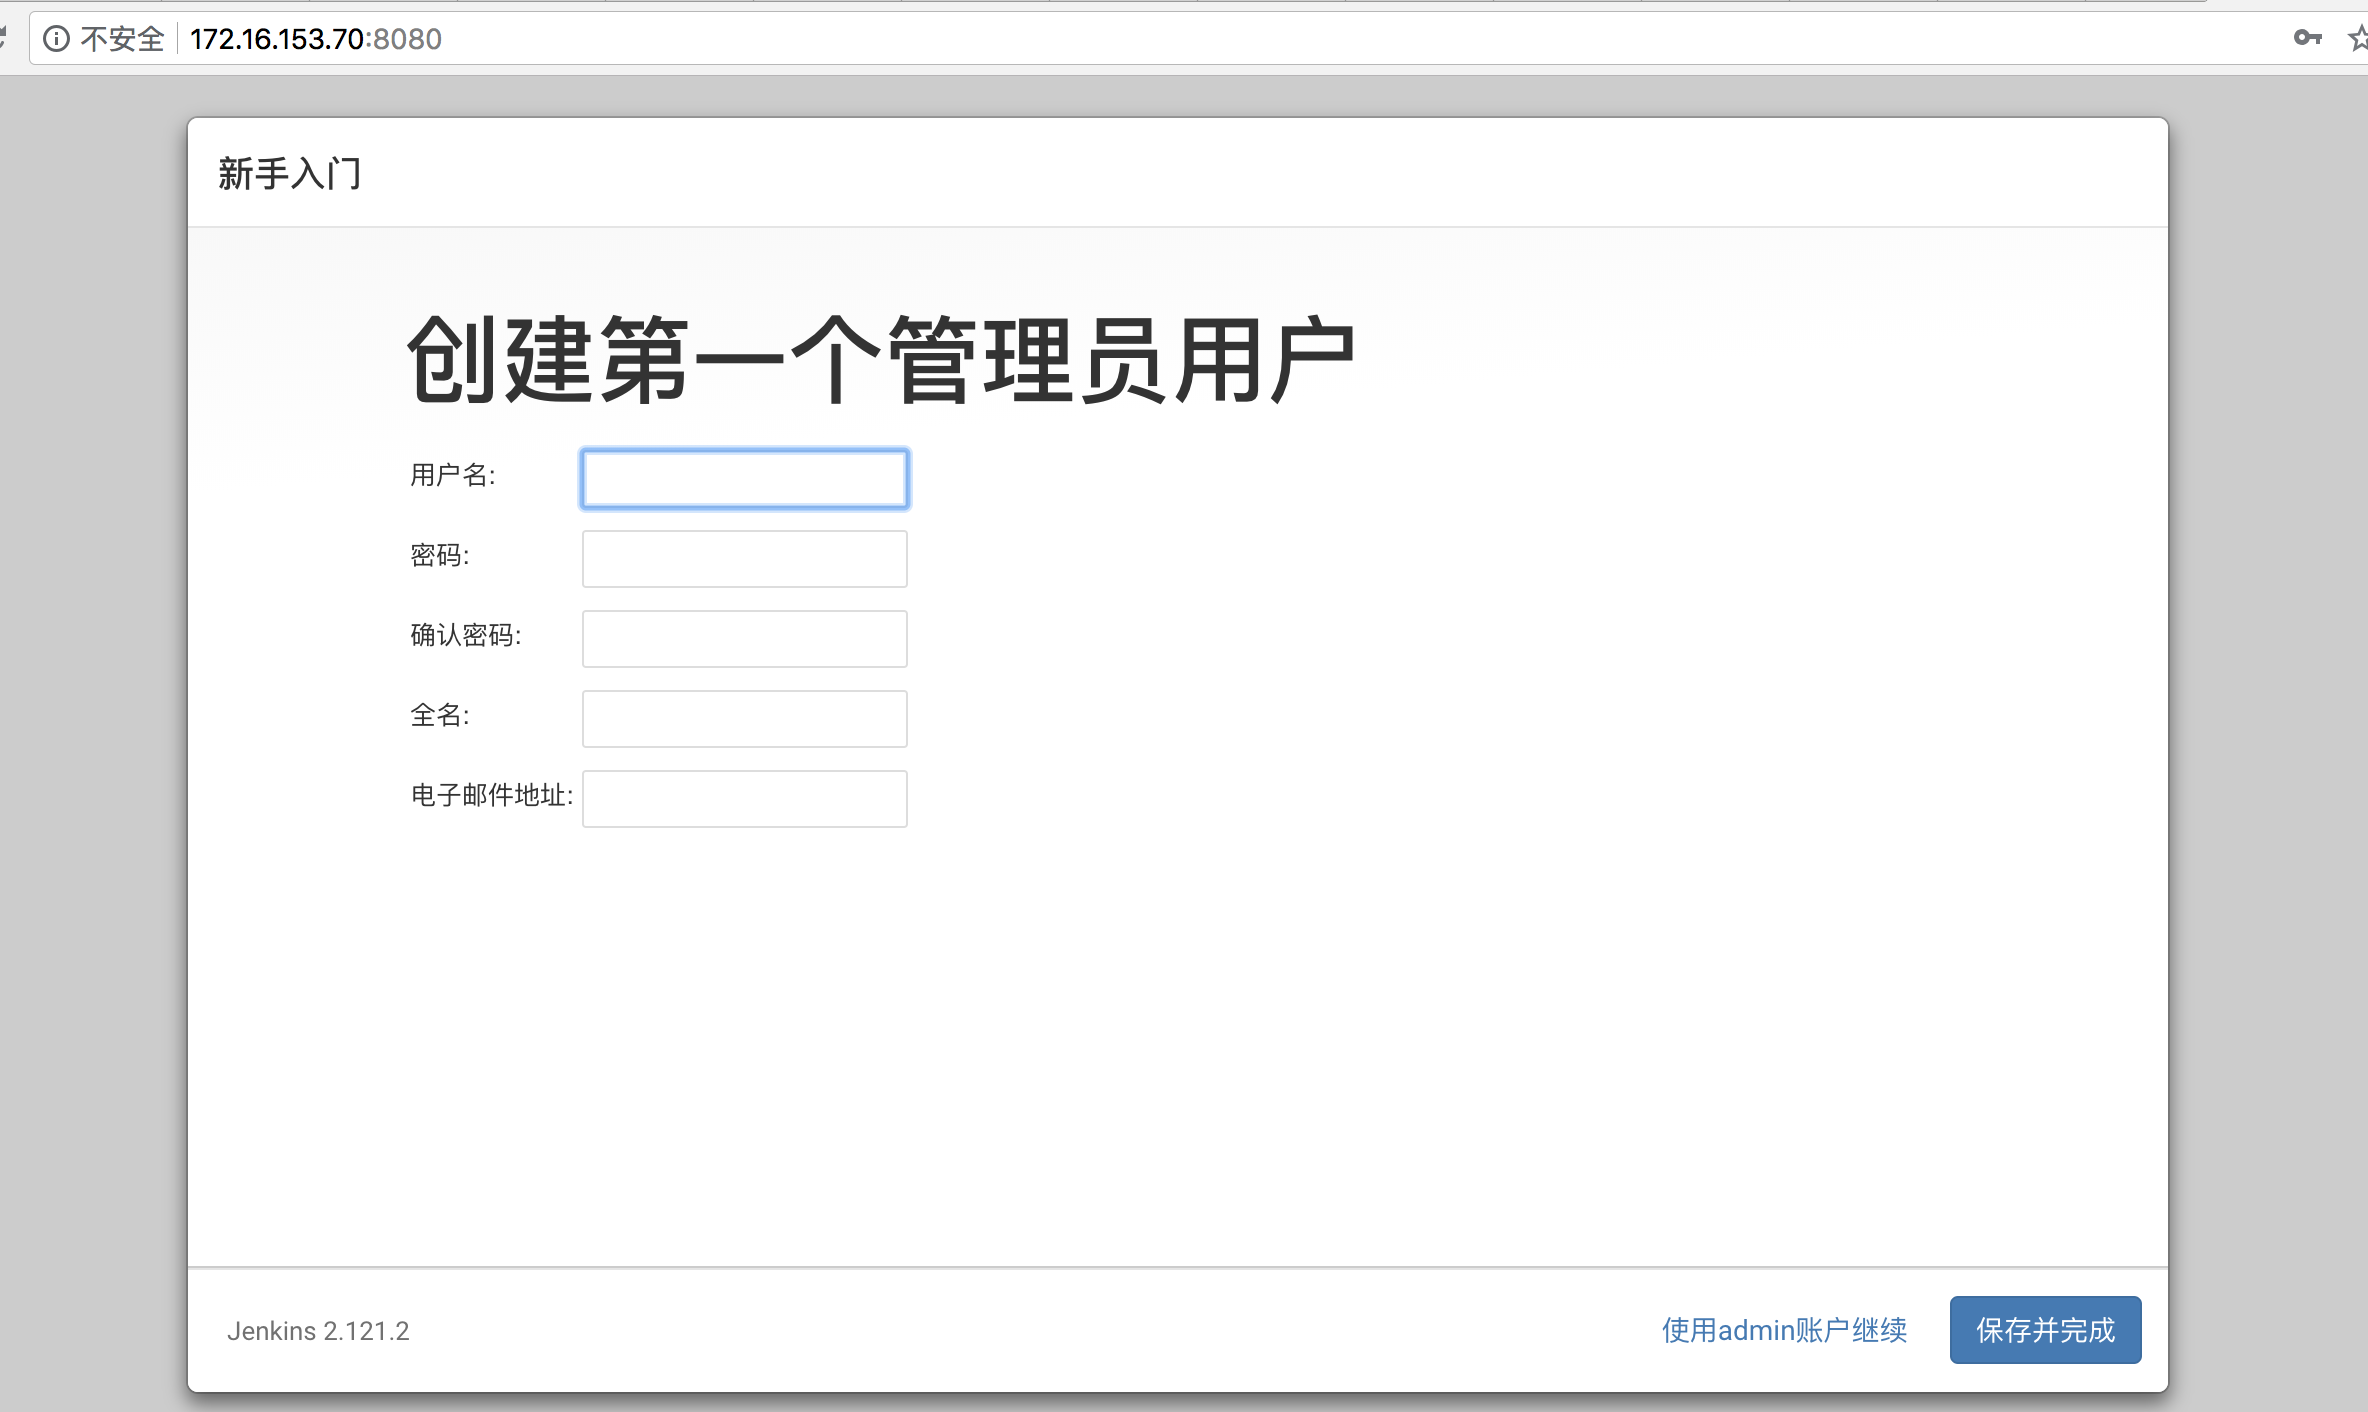 不安全 172.16.153.70:8080
新手入门
创建第一个管理员用户
用户名:
密码:
确认密码:
全名:
电子邮件地址:
Jenkins 2.121.2 使用admin账户继续 保存并完成